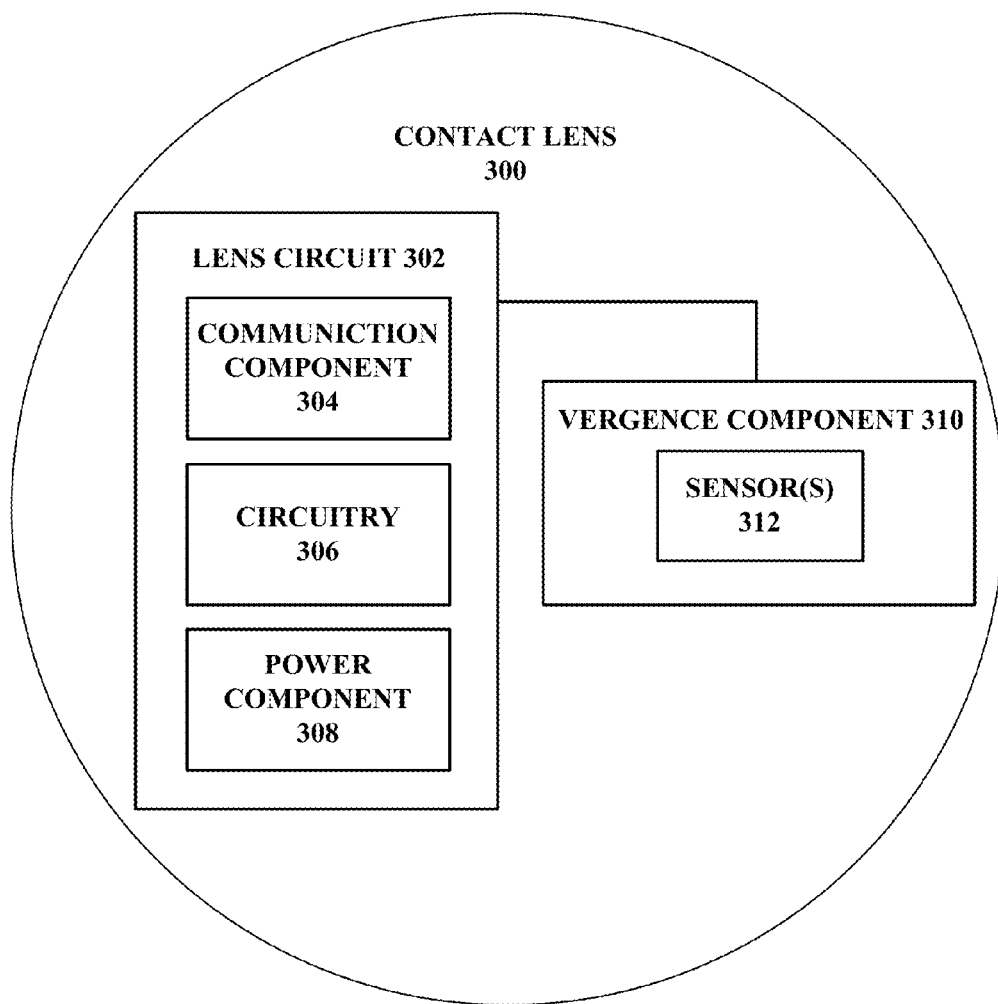 CONTACT LENS
300
LENS CIRCUIT 302
COMMUNICTION
COMPONENT
304
CIRCUITRY
306
POWER
COMPONENT
308
VERGENCE COMPONENT 310
SENSOR(S)
312